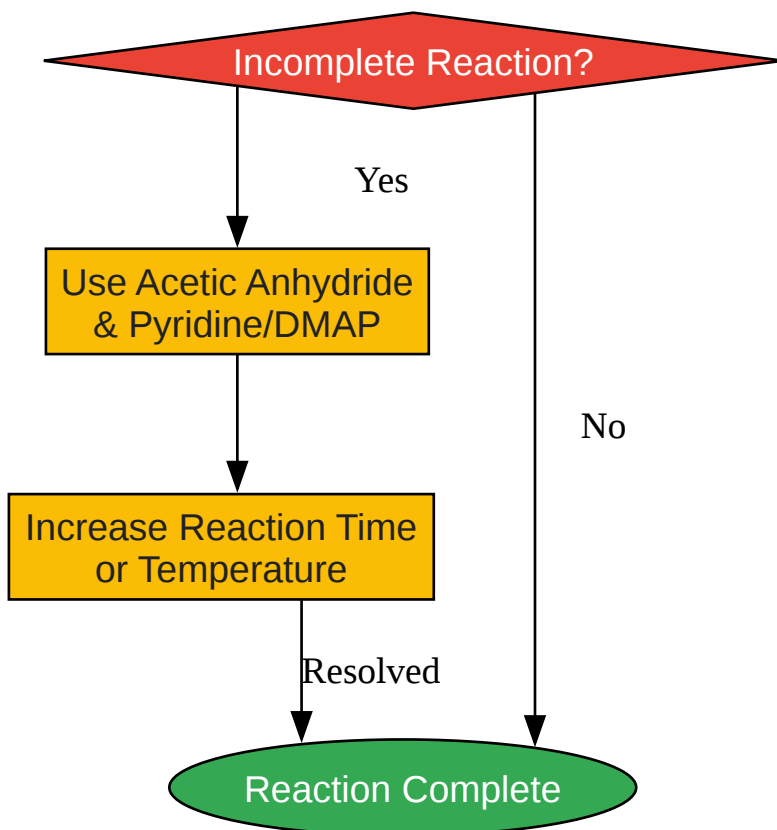 Incomplete Reaction?
Yes
Use Acetic Anhydride
& Pyridine/DMAP
No
Increase Reaction Time
or Temperature
Resolved
Reaction Complete